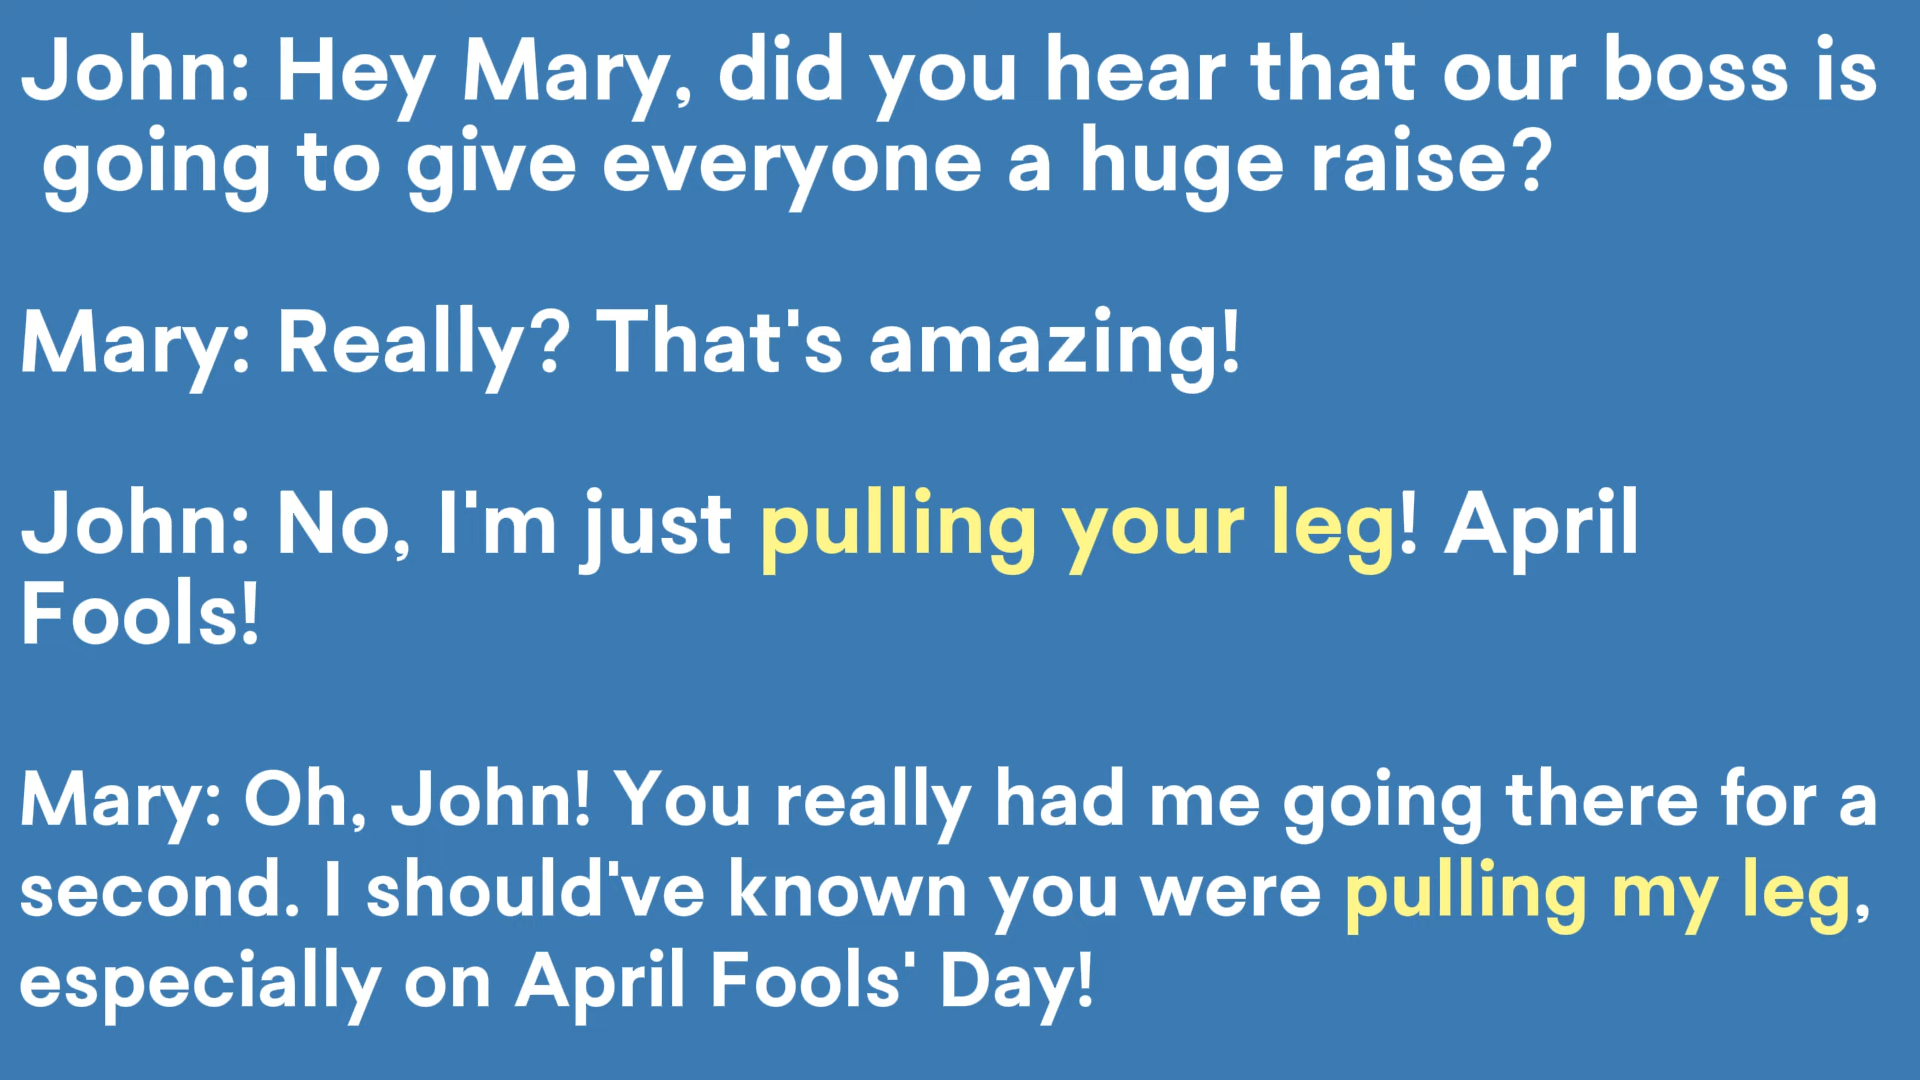 John: Hey Mary, did you hear that our boss is
going to give everyone a huge raise?
Mary: Really? That's amazing!
John: No, I'm just pulling your leg! April
Fools!
Mary: Oh, John! You really had me going there for a
second. I should've known you were pulling my leg,
especially on April Fools' Day!